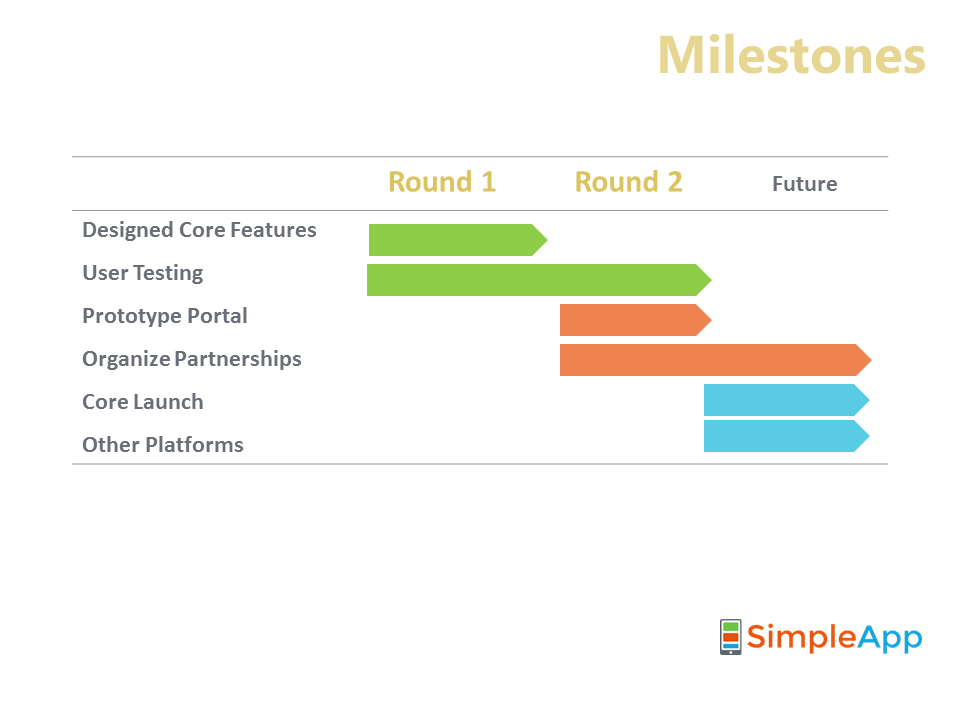 Milestones
Round 1 Round 2 Future
Designed Core Features
User Testing
Prototype Portal
Organize Partnerships
Core Launch
Other Platforms
SimpleApp